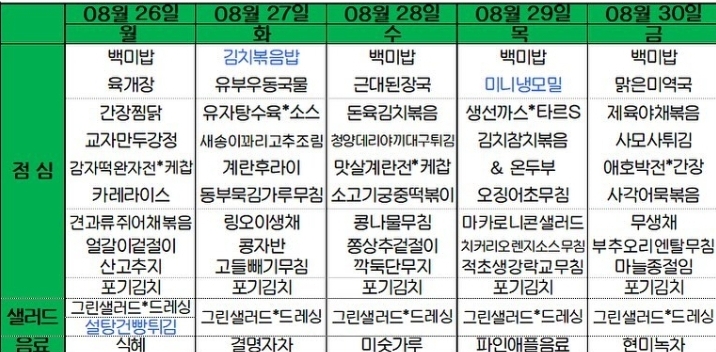 08월 26일 08월 27일 08월 28일 08월 29일 08월 30일
월 화 수 목 금
점심
백미밥 김치볶음밥 백미밥 백미밥 백미밥
육개장 유부우동국물 근대된장국 미니냉모밀 맑은미역국
간장찜닭 유자탕수육*소스 돈육김치볶음 생선까스*타르S 제육야채볶음
교자만두강정 새송이꽈리고추조림 청양데리야끼대구튀김 김치참치볶음 사모사튀김
감자떡완자전*케찹 계란후라이 맛살계란전*케찹 & 온두부 애호박전*간장
카레라이스 동부묵김가루무침 소고기궁중떡볶이 오징어초무침 사각어묵볶음
견과류쥐어채볶음 링오이생채 콩나물무침 마카로니콘샐러드 무생채
얼갈이겉절이 콩자반 쫑상추겉절이 치커리오렌지소스무침 부추오리엔탈무침
산고추지 고들빼기무침 깍둑단무지 적초생강락교무침 마늘종절임
포기김치 포기김치 포기김치 포기김치 포기김치
샐러드 그린샐러드*드레싱 그린샐러드*드레싱 그린샐러드*드레싱 그린샐러드*드레싱 그린샐러드*드레싱
설탕건빵튀김
음료 식혜 결명자차 미숫가루 파인애플음료 현미녹차